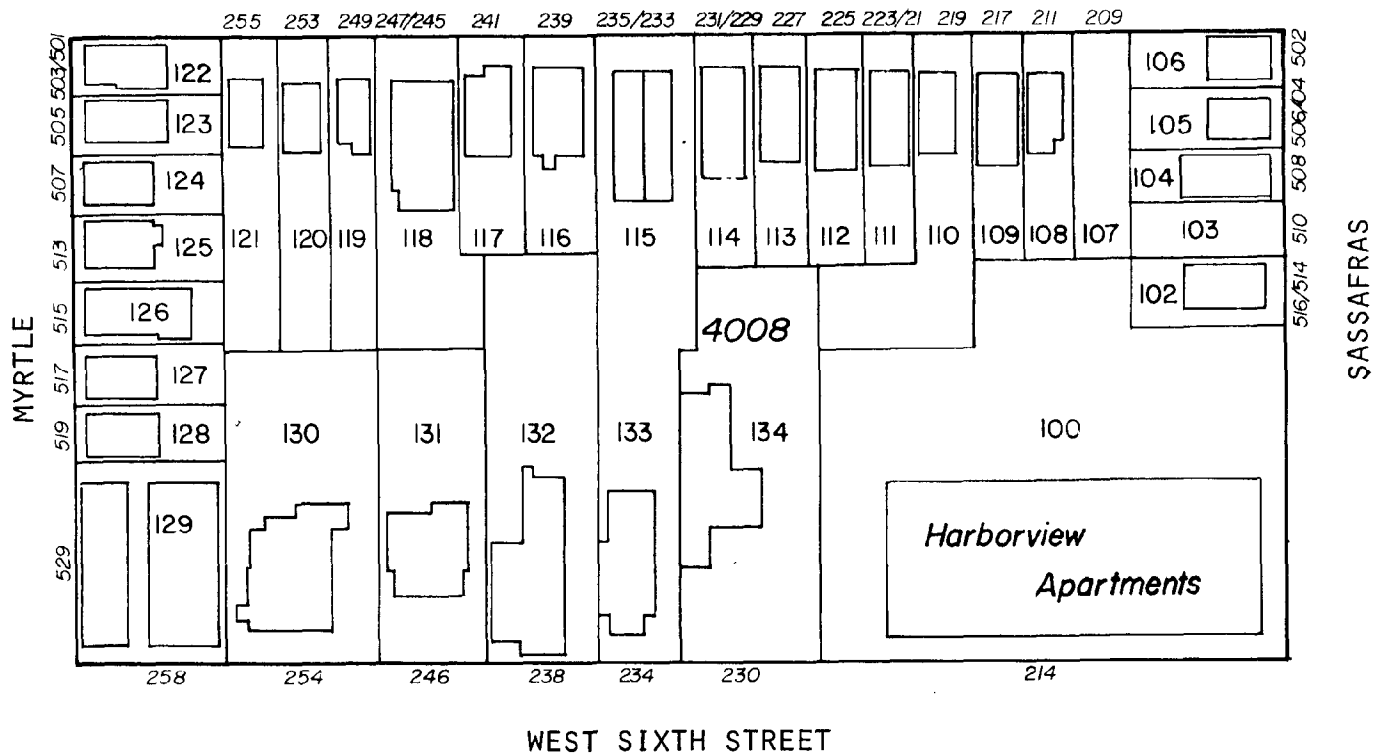 255 253 249 247/245 241 239 235/233 231/229 227 225 223/21 219 217 211 209
503/501 122 106 502
505 123 105 506/04
507 124 104 508
513 125 121 120 119 118 117 116 115 114 113 112 111 110 109 108 107 103 510
515 126 4008 102 516/514
MYRTLE
SASSAFRAS
517 127
519 128 130 131 132 133 134 100
529 129 Harborview
Apartments
258 254 246 238 234 230 214
WEST SIXTH STREET